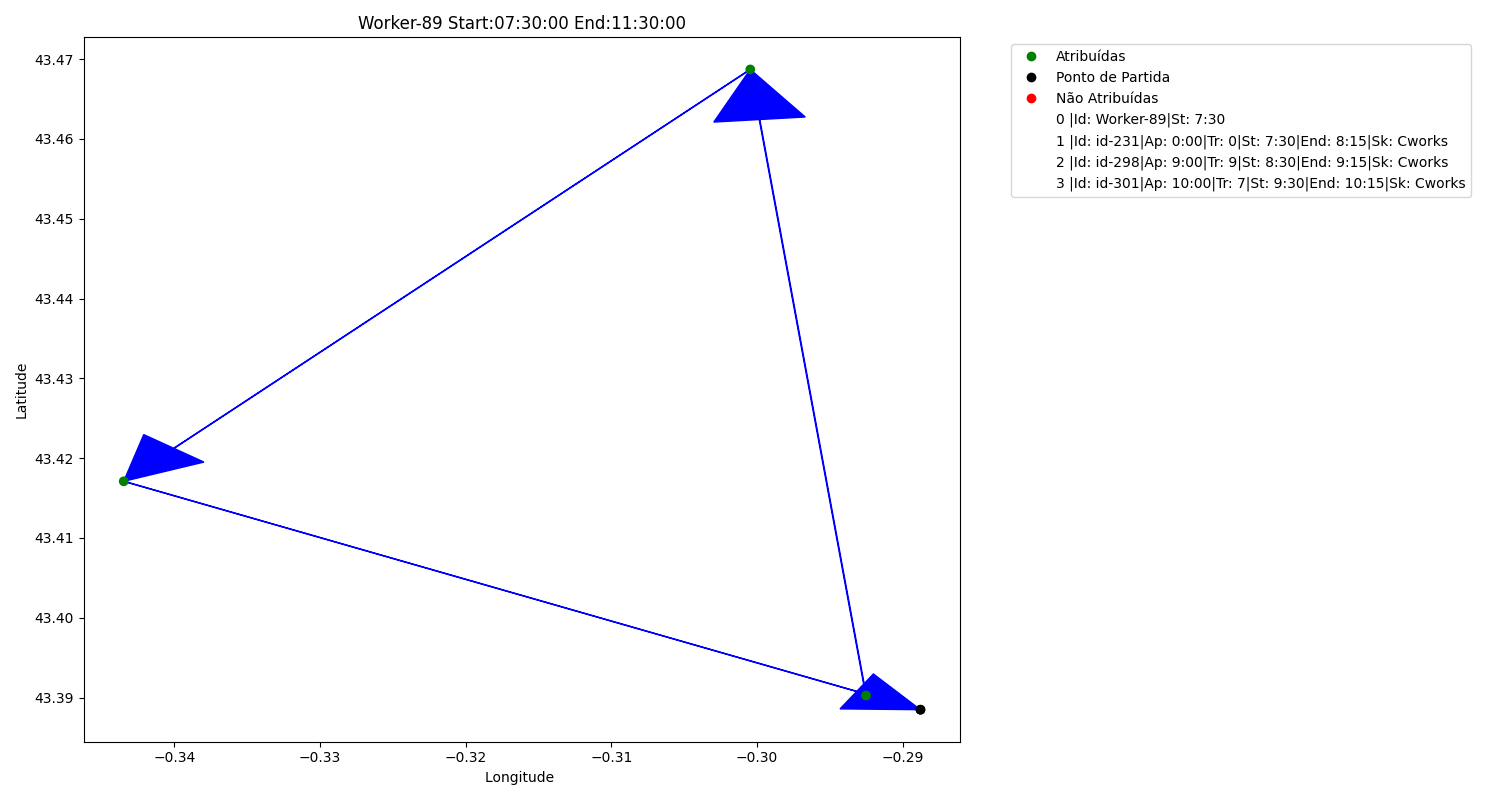 Worker-89 Start:07:30:00 End:11:30:00
43.47
43.46
43.45
43.44
43.43
43.42
43.41
43.40
43.39
Latitude
−0.34
−0.33
−0.32
−0.31
−0.30
−0.29
Longitude
Atribuídas
Ponto de Partida
Não Atribuídas
0 |Id: Worker-89|St: 7:30
1 |Id: id-231|Ap: 0:00|Tr: 0|St: 7:30|End: 8:15|Sk: Cworks
2 |Id: id-298|Ap: 9:00|Tr: 9|St: 8:30|End: 9:15|Sk: Cworks
3 |Id: id-301|Ap: 10:00|Tr: 7|St: 9:30|End: 10:15|Sk: Cworks